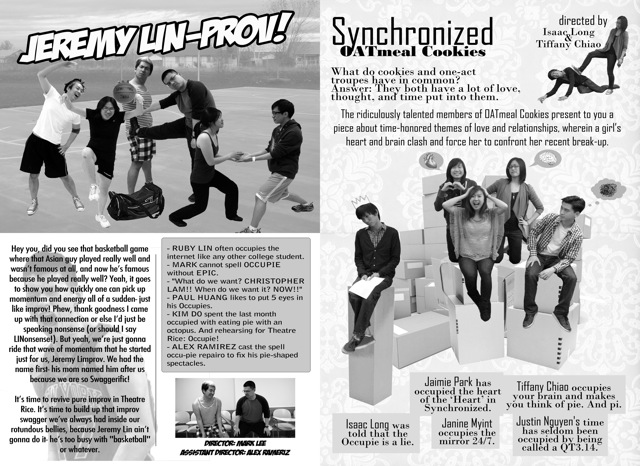 JEREMY LIN-PROV!
Hey you, did you see that basketball game
where that Asian guy played really well and
wasn't famous at all, and now he's famous
because he played really well? Yeah, it goes
to show you how quickly one can pick up
momentum and energy all of a sudden- just
like improv! Phew, thank goodness I came
up with that connection or else I'd just be
speaking nonsense (or should I say
LINonsense!). But yeah, we're just gonna
ride that wave of momentum that he started
just for us, Jeremy Limprov. We had the
name first- his mom named him after us
because we are so Swaggerific!
It's time to revive pure improv in Theatre
Rice. It's time to build up that improv
swagger we've always had inside our
rotundous bellies, because Jeremy Lin ain't
gonna do it- he's too busy with "basketball"
or whatever.
- RUBY LIN often occupies the
internet like any other college student.
- MARK cannot spell OCCUPIE
without EPIC.
- "What do we want? CHRISTOPHER
LAM!! When do we want it? NOW!!"
- PAUL HUANG likes to put 5 eyes in
his Occupies.
- KIM DO spent the last month
occupied with eating pie with an
octopus. And rehearsing for Theatre
Rice: Occupie!
- ALEX RAMIREZ cast the spell
occu-pie repairo to fix his pie-shaped
spectacles.
DIRECTOR: MARK LEE
ASSISTANT DIRECTOR: ALEX RAMERIZ
Synchronized
OATmeal Cookies
directed by
Isaac Long
&
Tiffany Chiao
What do cookies and one-act
troupes have in common?
Answer: They both have a lot of love,
thought, and time put into them.
The ridiculously talented members of OATmeal Cookies present to you a
piece about time-honored themes of love and relationships, wherein a girl's
heart and brain clash and force her to confront her recent break-up.
Jaimie Park has
occupied the heart
of the 'Heart' in
Synchronized.
Tiffany Chiao occupies
your brain and makes
you think of pie. And pi.
Isaac Long was
told that the
Occupie is a lie.
Janine Myint
occupies the
mirror 24/7.
Justin Nguyen's time
has seldom been
occupied by being
called a QT3.14.